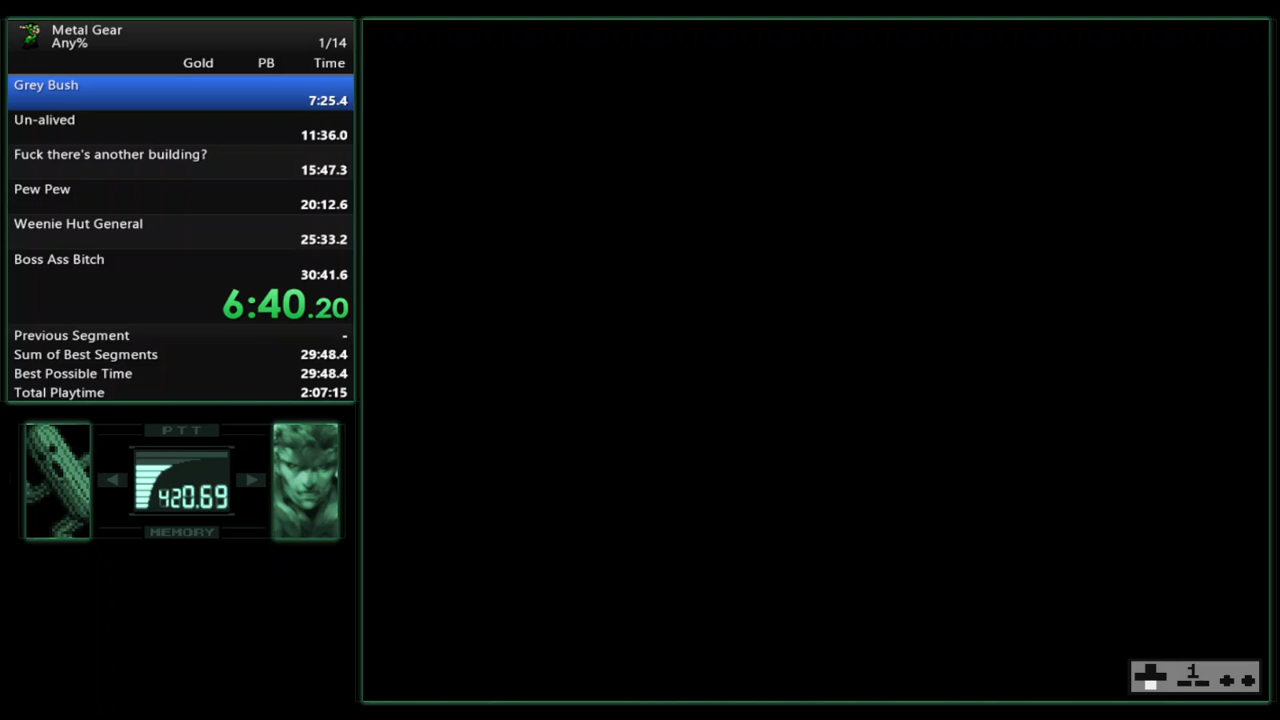 Metal Gear
Any% 1/14
Gold PB Time
Grey Bush
7:25.4
Un-alived
11:36.0
Fuck there's another building?
15:47.3
Pew Pew
20:12.6
Weenie Hut General
25:33.2
Boss Ass Bitch
30:41.6
6:40.20
Previous Segment -
Sum of Best Segments 29:48.4
Best Possible Time 29:48.4
Total Playtime 2:07:15
PTT
420.69
MEMORY
1